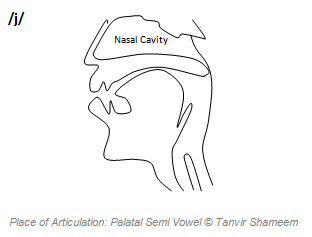 /j/
Nasal Cavity
Place of Articulation: Palatal Semi Vowel © Tanvir Shameem